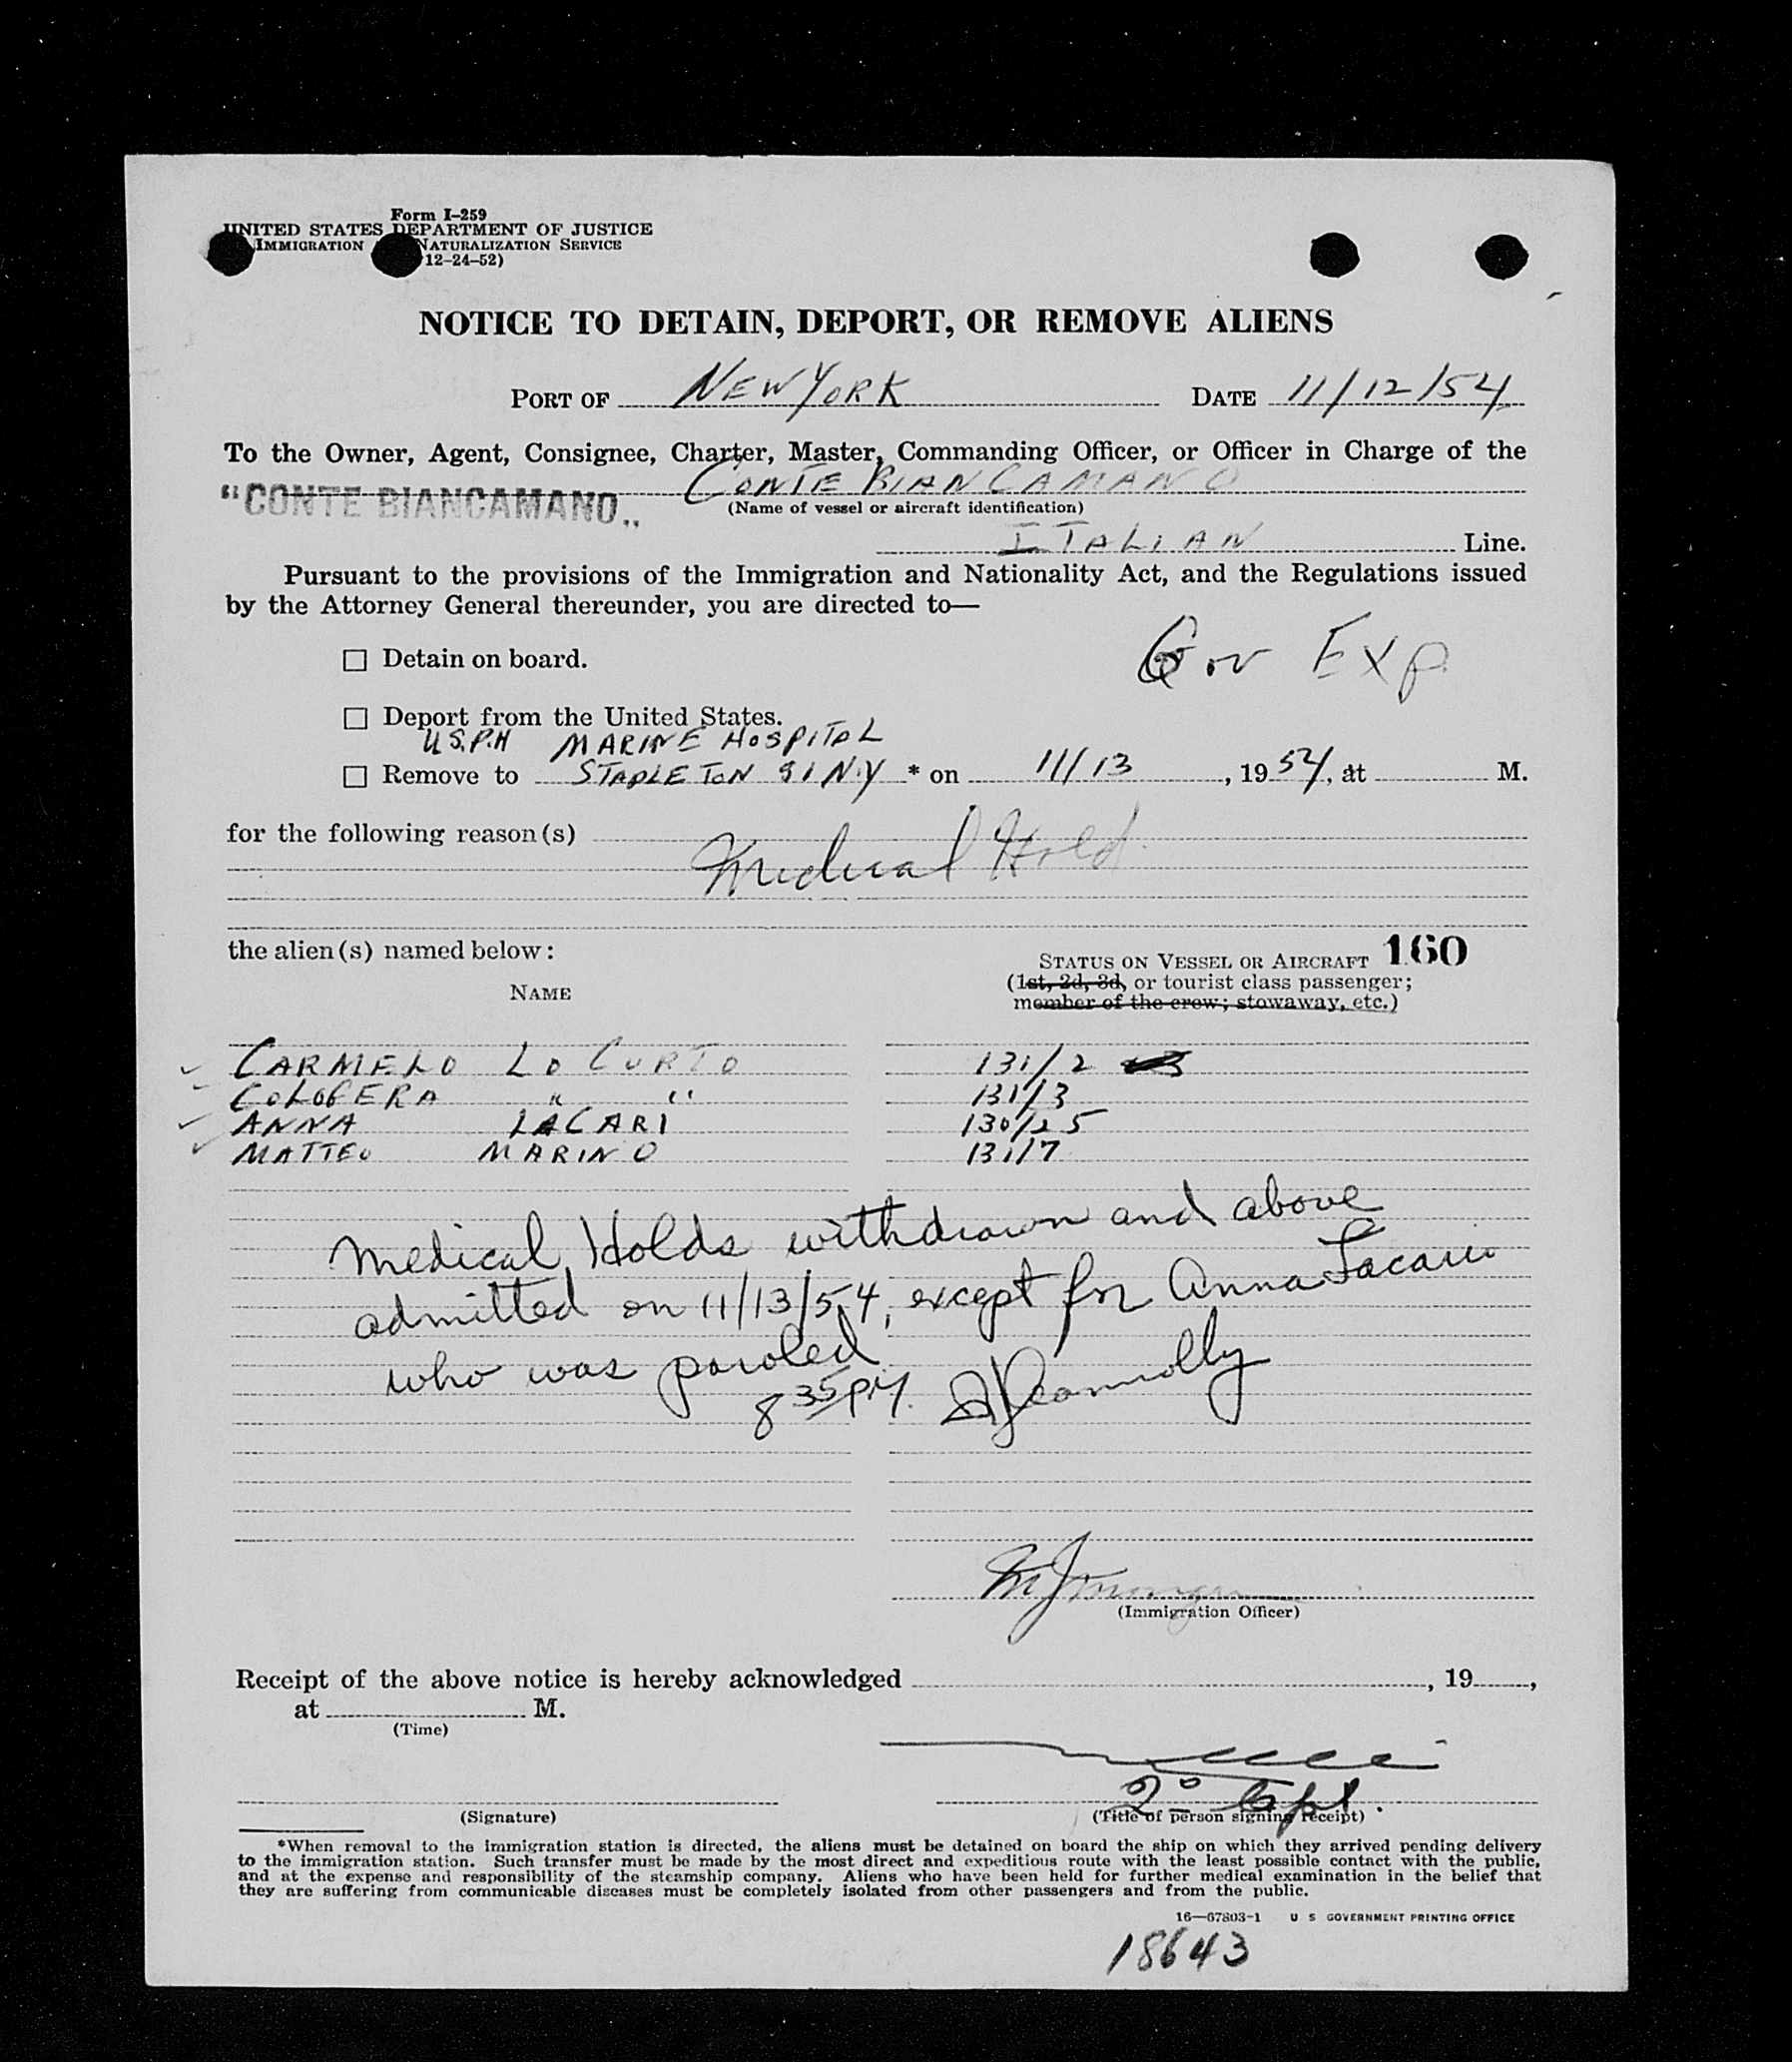 Form I-259
UNITED STATES DEPARTMENT OF JUSTICE
IMMIGRATION NATURALIZATION SERVICE
12-24-52)
NOTICE TO DETAIN, DEPORT, OR REMOVE ALIENS
PORT OF NEW YORK DATE 11/12/54
To the Owner, Agent, Consignee, Charter, Master, Commanding Officer, or Officer in Charge of the
"CONTE BIANCAMANO" CONTE BIANCAMANO
(Name of vessel or aircraft identification)
ITALIAN Line.
Pursuant to the provisions of the Immigration and Nationality Act, and the Regulations issued
by the Attorney General thereunder, you are directed to—
Gov Exp
☐ Detain on board.
☐ Deport from the United States.
U.S.P.H MARINE HOSPITAL
☐ Remove to STAPLETON S I N.Y * on 11/13, 1954, at M.
for the following reason(s)
Medical Hold
the alien(s) named below:
STATUS ON VESSEL OR AIRCRAFT 160
(1st, 2d, 3d, or tourist class passenger;
NAME
member of the crew; stowaway, etc.)
CARMELO LO CURTO 131/2
COLOGERA " " 131/3
ANNA LACARI 130/25
MATTEO MARINO 131/7
Medical Holds withdrawn and above
admitted on 11/13/54, except for Anna
who was paroled
8 35 P.M. Connolly
(Immigration Officer)
Receipt of the above notice is hereby acknowledged , 19 ,
at M.
(Time)
2° Capt.
(Signature) (Title of person signing receipt)
*When removal to the immigration station is directed, the aliens must be detained on board the ship on which they arrived pending delivery
to the immigration station. Such transfer must be made by the most direct and expeditious route with the least possible contact with the public,
and at the expense and responsibility of the steamship company. Aliens who have been held for further medical examination in the belief that
they are suffering from communicable diseases must be completely isolated from other passengers and from the public.
16—67803-1 U S GOVERNMENT PRINTING OFFICE
18643